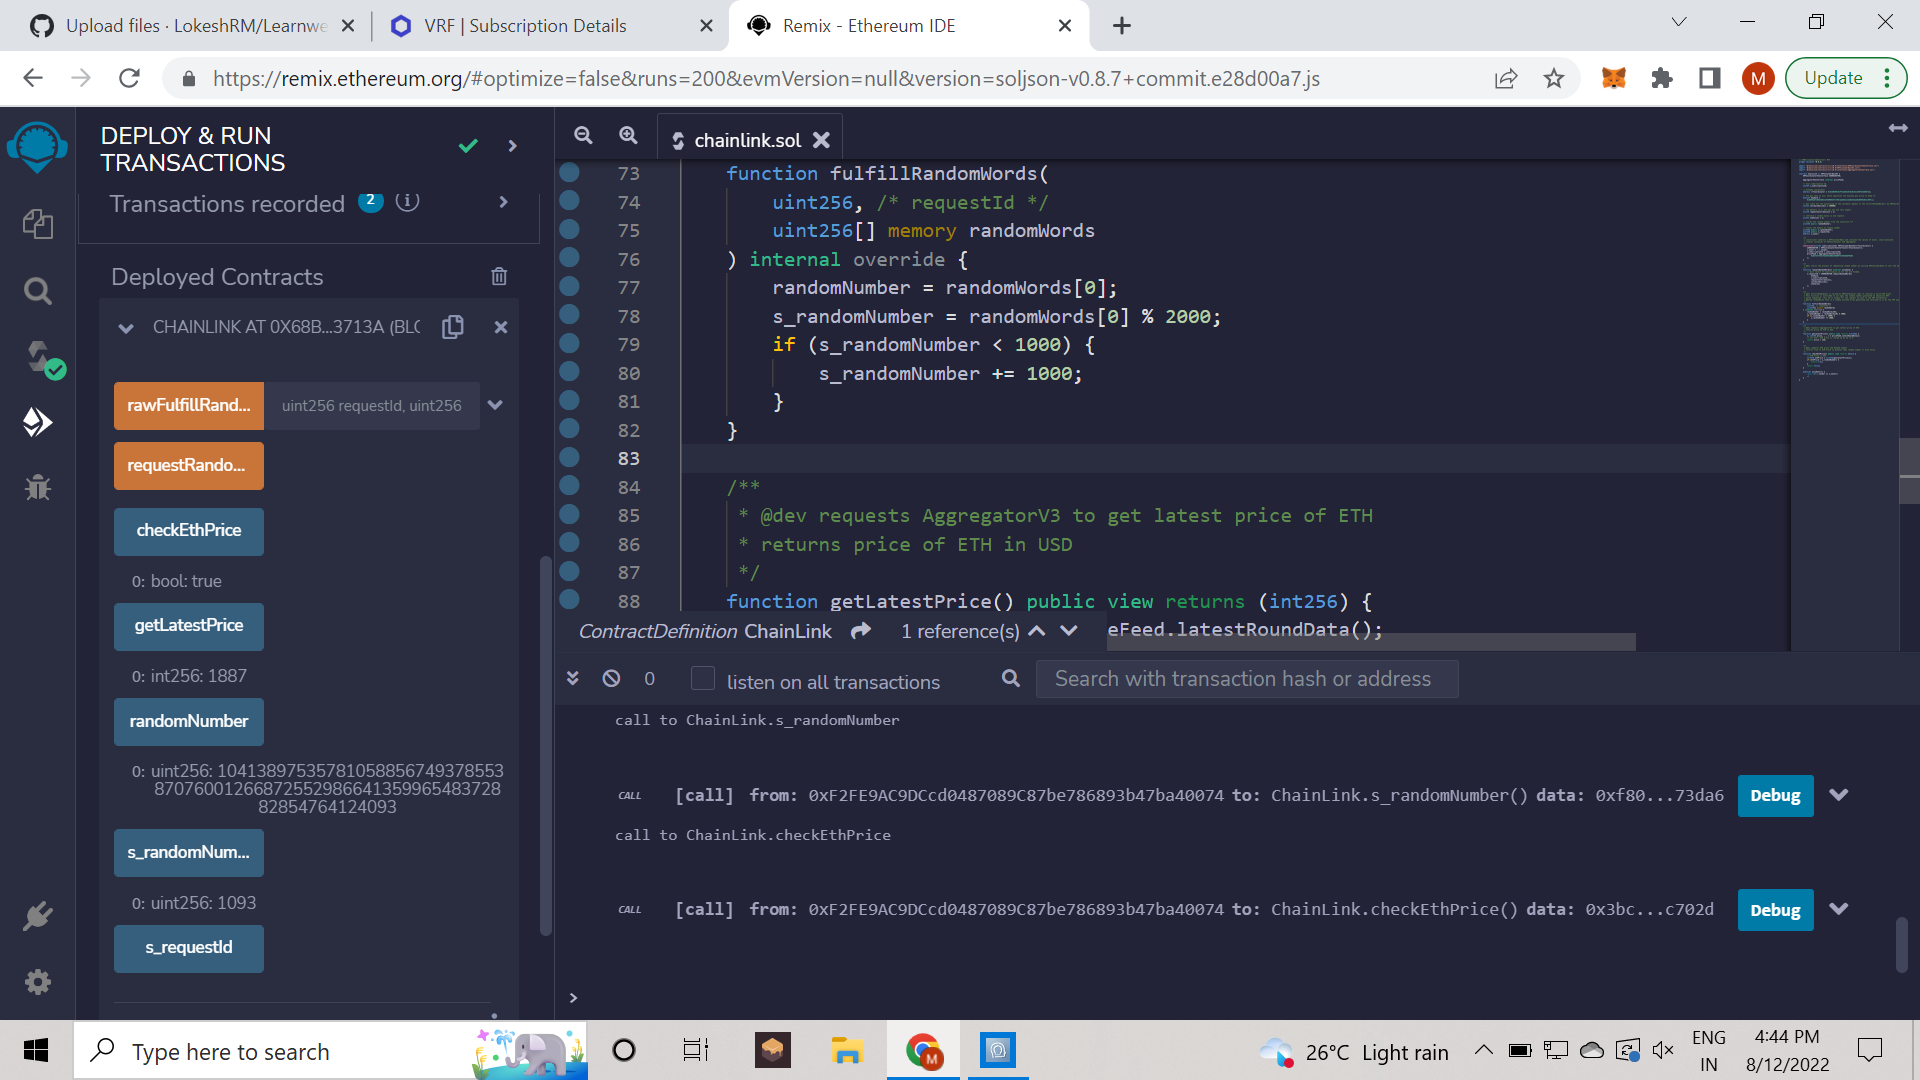 Upload files · LokeshRM/Learnwe
VRF | Subscription Details
Remix - Ethereum IDE
https://remix.ethereum.org/#optimize=false&runs=200&evmVersion=null&version=soljson-v0.8.7+commit.e28d00a7.js
M
Update
DEPLOY & RUN
TRANSACTIONS
Transactions recorded 2 i
Deployed Contracts
CHAINLINK AT 0X68B...3713A (BLO
rawFulfillRand... uint256 requestId, uint256
requestRando...
checkEthPrice
0: bool: true
getLatestPrice
0: int256: 1887
randomNumber
0: uint256: 10413897535781058856749378553
87076001266872552986641359965483728
82854764124093
s_randomNum...
0: uint256: 1093
s_requestId
chainlink.sol
73 function fulfillRandomWords(
74 uint256, /* requestId */
75 uint256[] memory randomWords
76 ) internal override {
77 randomNumber = randomWords[0];
78 s_randomNumber = randomWords[0] % 2000;
79 if (s_randomNumber < 1000) {
80 s_randomNumber += 1000;
81 }
82 }
83
84 /**
85 * @dev requests AggregatorV3 to get latest price of ETH
86 * returns price of ETH in USD
87 */
88 function getLatestPrice() public view returns (int256) {
ContractDefinition ChainLink 1 reference(s) eFeed.latestRoundData();
0 listen on all transactions Search with transaction hash or address
call to ChainLink.s_randomNumber
CALL [call] from: 0xF2FE9AC9DCcd0487089C87be786893b47ba40074 to: ChainLink.s_randomNumber() data: 0xf80...73da6 Debug
call to ChainLink.checkEthPrice
CALL [call] from: 0xF2FE9AC9DCcd0487089C87be786893b47ba40074 to: ChainLink.checkEthPrice() data: 0x3bc...c702d Debug
>
Type here to search
M
26°C Light rain
ENG
IN
4:44 PM
8/12/2022